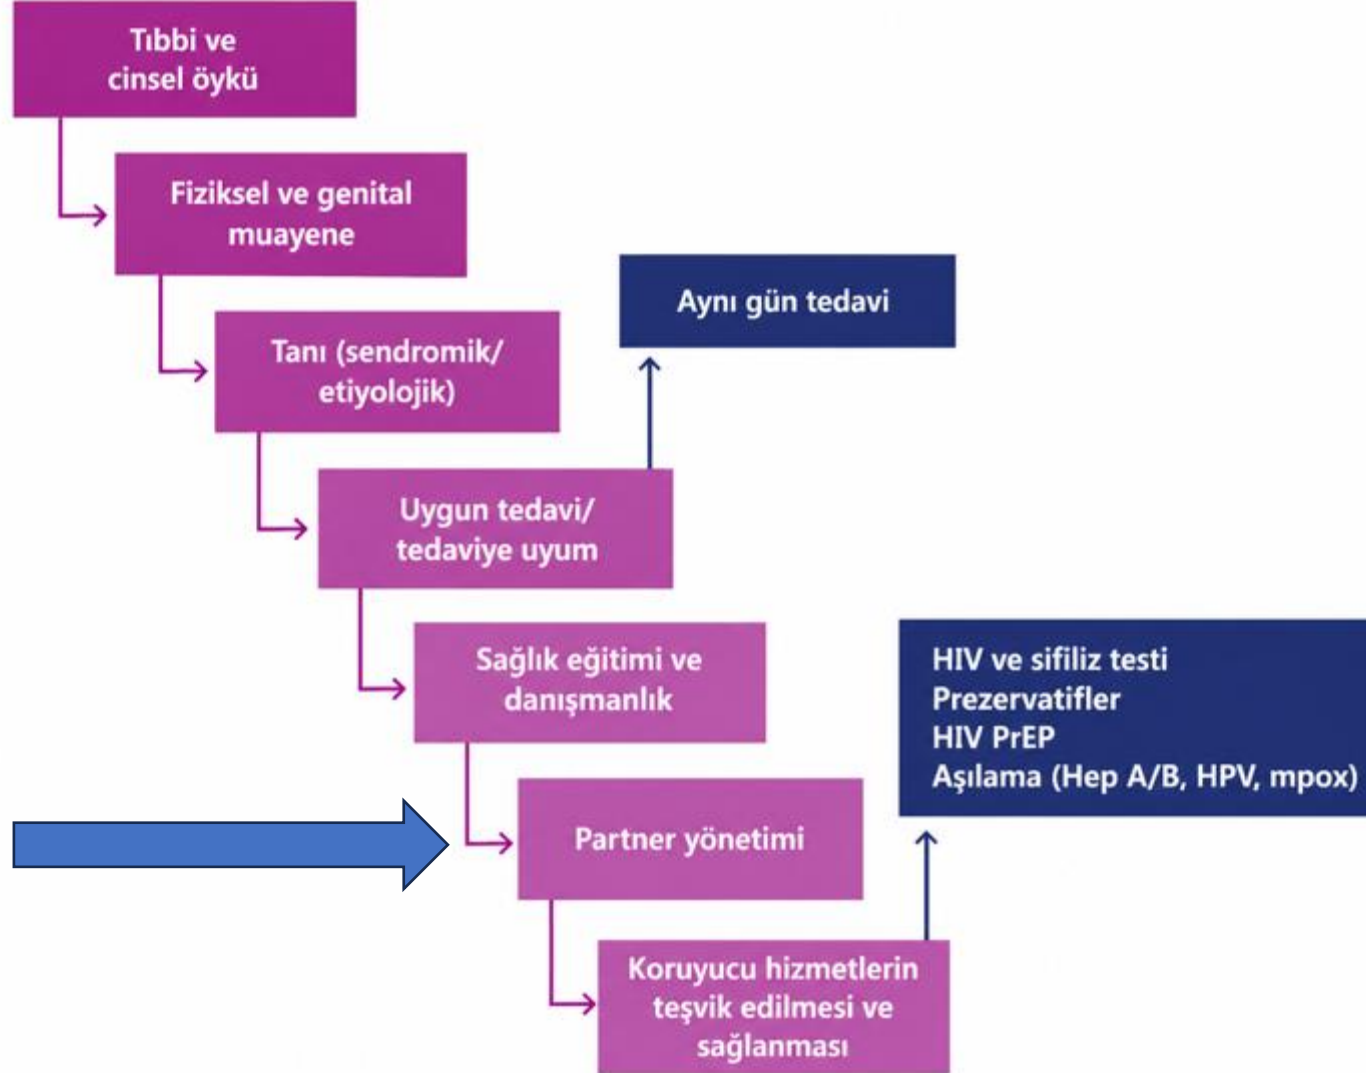 Tıbbi ve
cinsel öykü
Fiziksel ve genital
muayene
Aynı gün tedavi
Tanı (sendromik/
etiyolojik)
Uygun tedavi/
tedaviye uyum
Sağlık eğitimi ve
danışmanlık
HIV ve sifiliz testi
Prezervatifler
HIV PrEP
Aşılama (Hep A/B, HPV, mpox)
Partner yönetimi
Koruyucu hizmetlerin
teşvik edilmesi ve
sağlanması